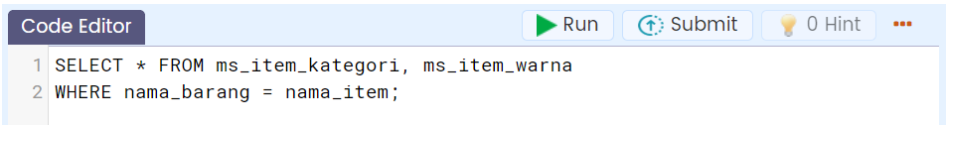 Code Editor Run Submit 0 Hint
1 SELECT * FROM ms_item_kategori, ms_item_warna
2 WHERE nama_barang = nama_item;